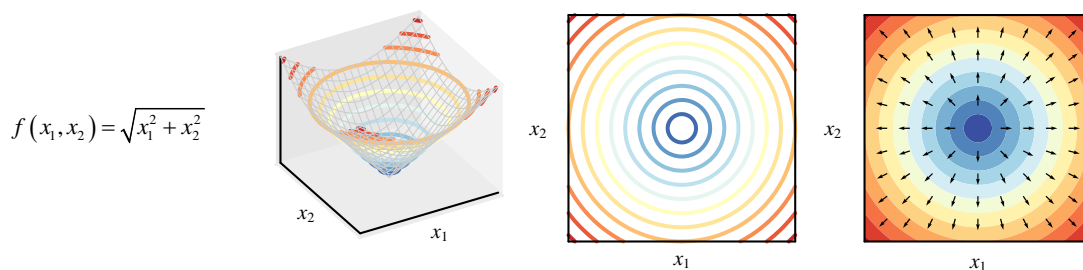 f(x₁, x₂) = √(x₁² + x₂²)
x₂
x₁
x₂
x₁
x₂
x₁